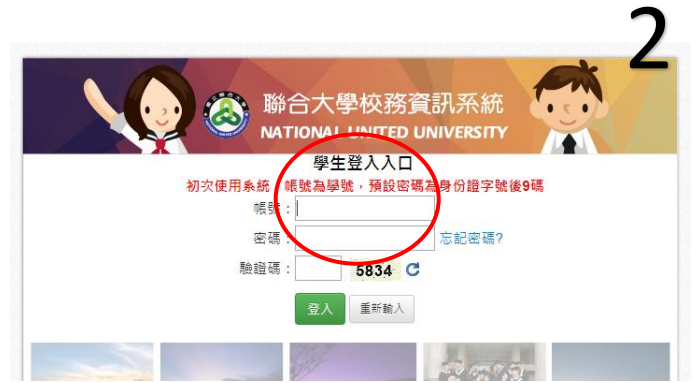 2
聯合大學校務資訊系統
NATIONAL UNITED UNIVERSITY
學生登入入口
初次使用系統，帳號為學號，預設密碼為身份證字號後9碼
帳號：
密碼： 忘記密碼?
驗證碼： 5834
登入 重新輸入